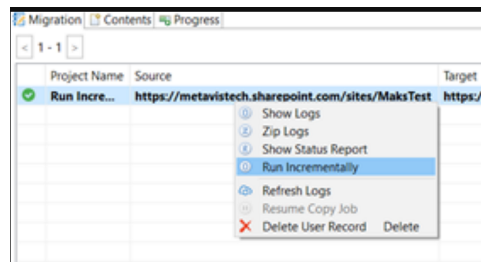 Migration Contents Progress
< 1 - 1 >
Project Name Source Target
Run Incre... https://metavistech.sharepoint.com/sites/MaksTest https:/
Show Logs
Zip Logs
Show Status Report
Run Incrementally
Refresh Logs
Resume Copy Job
Delete User Record Delete